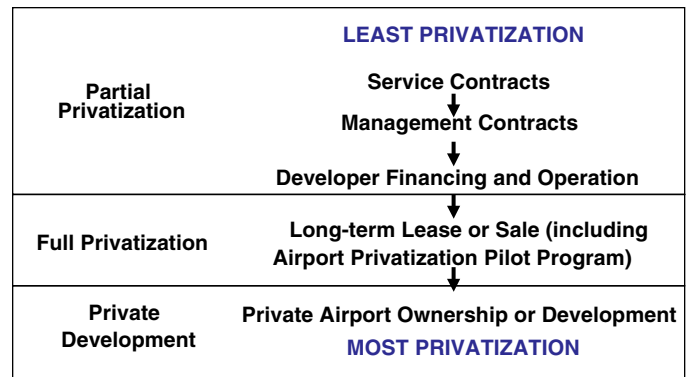 LEAST PRIVATIZATION
Partial
Privatization
Service Contracts
Management Contracts
Developer Financing and Operation
Full Privatization
Long-term Lease or Sale (including
Airport Privatization Pilot Program)
Private
Development
Private Airport Ownership or Development
MOST PRIVATIZATION